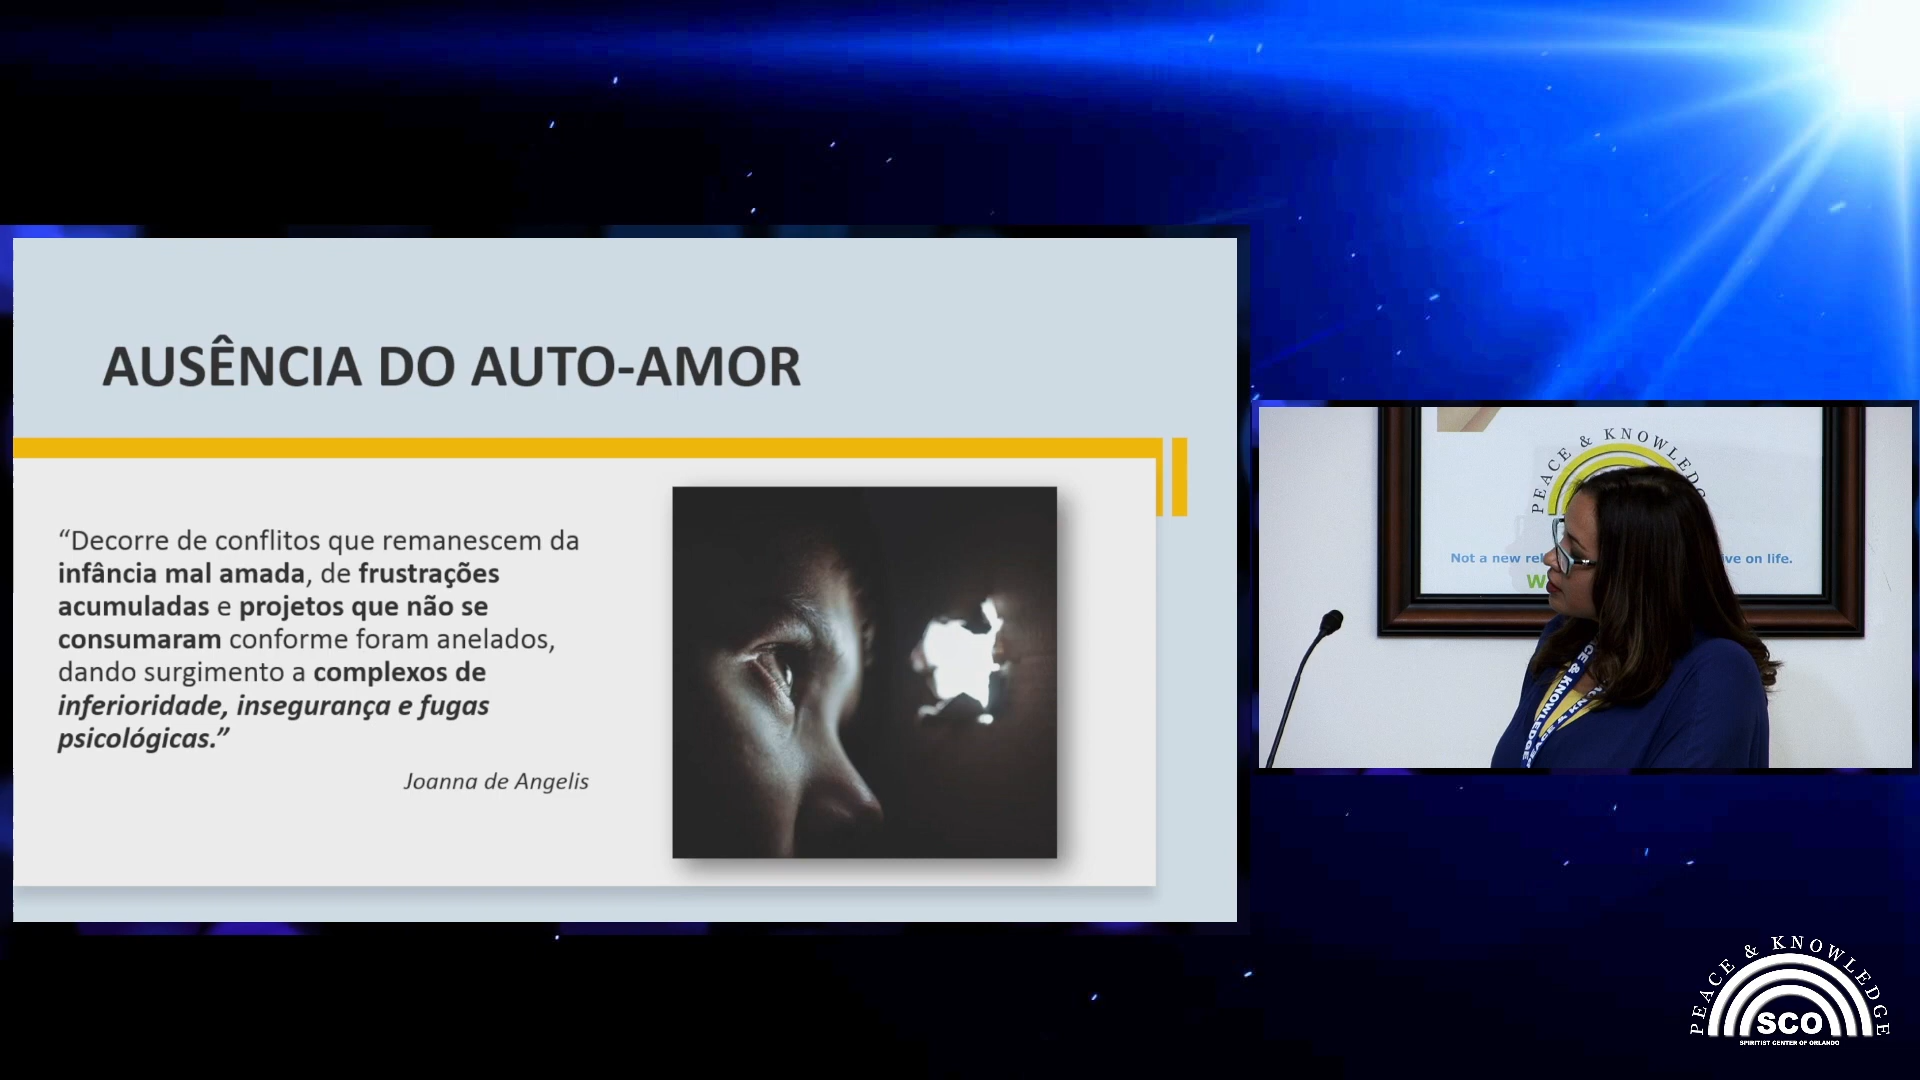 AUSÊNCIA DO AUTO-AMOR
“Decorre de conflitos que remanescem da
infância mal amada, de frustrações
acumuladas e projetos que não se
consumaram conforme foram anelados,
dando surgimento a complexos de
inferioridade, insegurança e fugas
psicológicas.”
Joanna de Angelis
PEACE & KNOWLEDGE
Not a new
ve on life.
PEACE & KNOWLEDGE
SCO
SPIRITIST CENTER OF ORLANDO